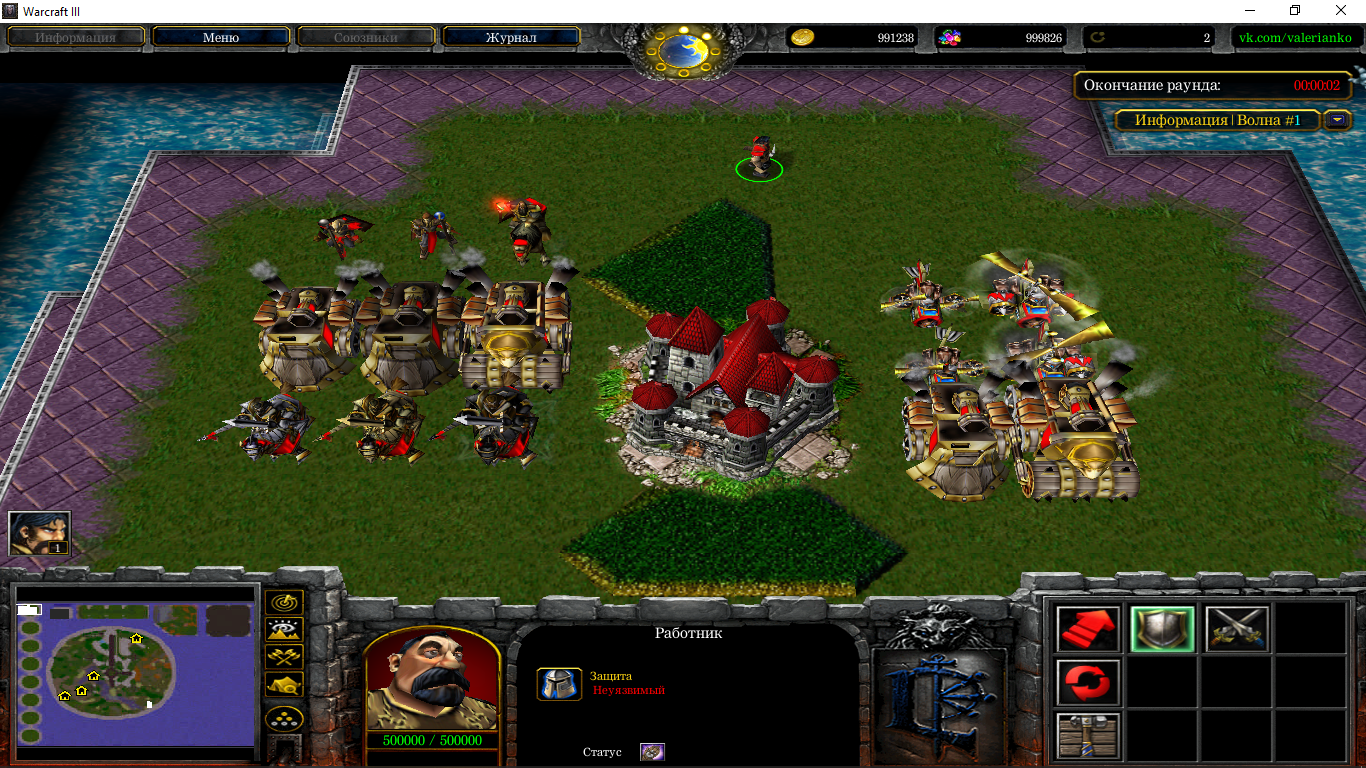 Warcraft III
Информация
Меню
Союзники
Журнал
991238
999826
2
vk.com/valerianko
Окончание раунда:
00:00:02
Информация | Волна #1
1
Работник
Защита
Неуязвимый
500000 / 500000
Статус